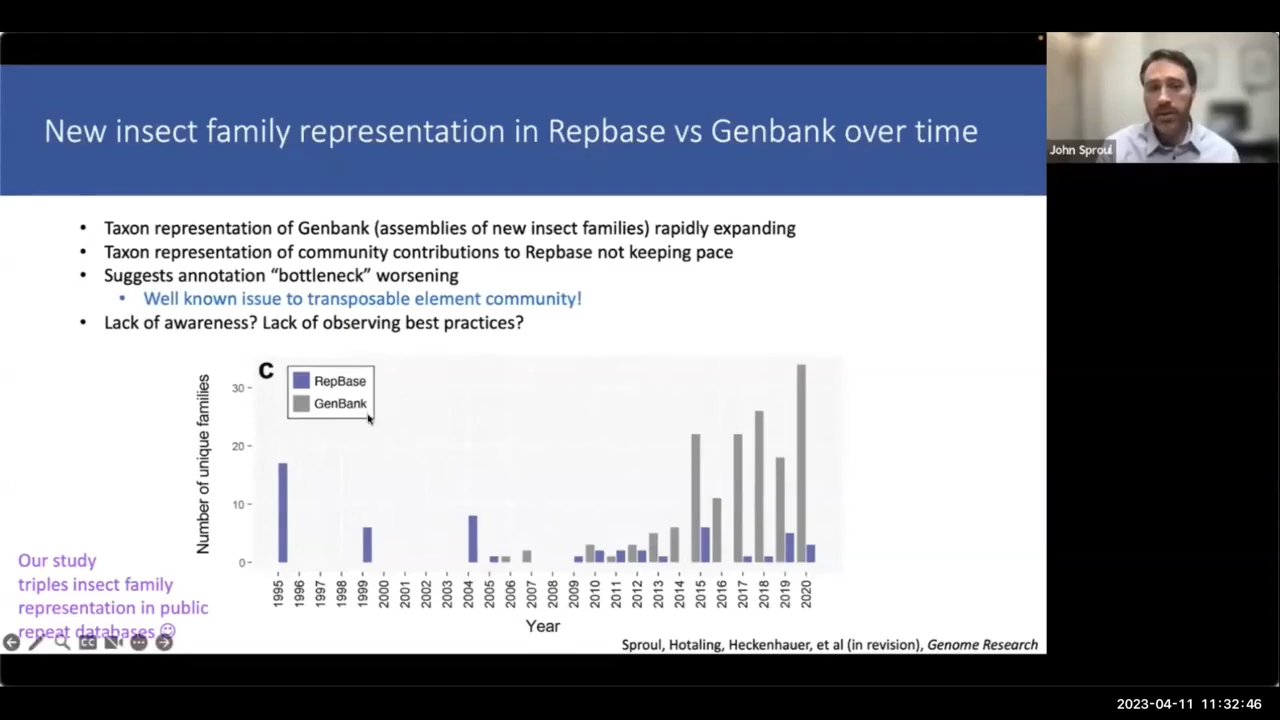 New insect family representation in Repbase vs Genbank over time
John Sproul
• Taxon representation of Genbank (assemblies of new insect families) rapidly expanding
• Taxon representation of community contributions to Repbase not keeping pace
• Suggests annotation “bottleneck” worsening
• Well known issue to transposable element community!
• Lack of awareness? Lack of observing best practices?
C
RepBase
GenBank
Number of unique families
30
20
10
0
1995 1996 1997 1998 1999 2000 2001 2002 2003 2004 2005 2006 2007 2008 2009 2010 2011 2012 2013 2014 2015 2016 2017 2018 2019 2020
Year
Our study
triples insect family
representation in public
repeat databases ☺
CC
Sproul, Hotaling, Heckenhauer, et al (in revision), Genome Research
2023-04-11 11:32:46